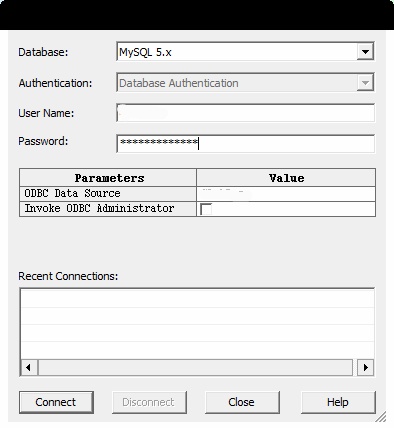 Database: MySQL 5.x
Authentication: Database Authentication
User Name:
Password: *************
Parameters Value
ODBC Data Source
Invoke ODBC Administrator
Recent Connections:
Connect Disconnect Close Help